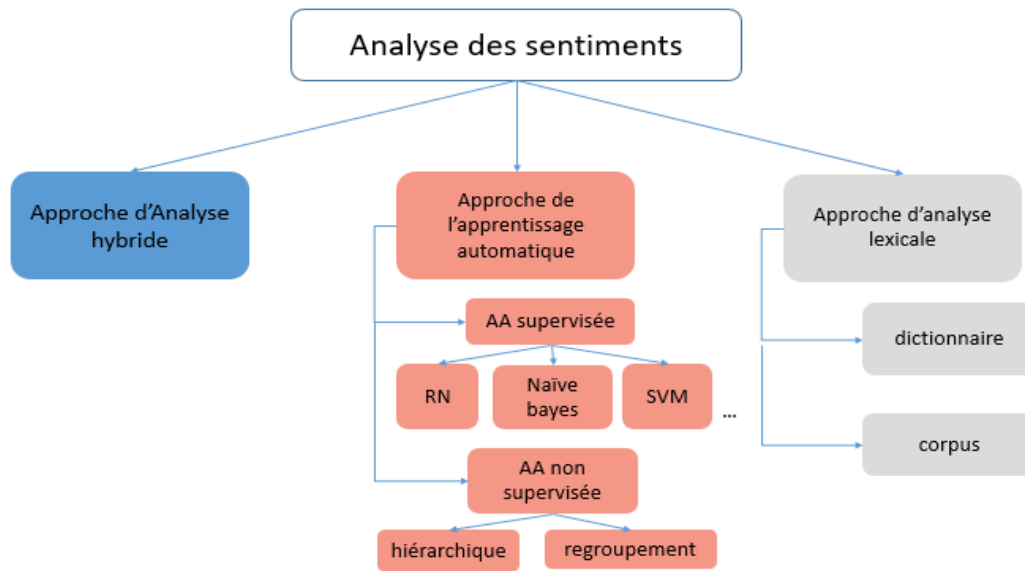 Analyse des sentiments
Approche d'Analyse
hybride
Approche de
l'apprentissage
automatique
Approche d'analyse
lexicale
AA supervisée
dictionnaire
RN
Naïve
bayes
SVM
...
corpus
AA non
supervisée
hiérarchique
regroupement